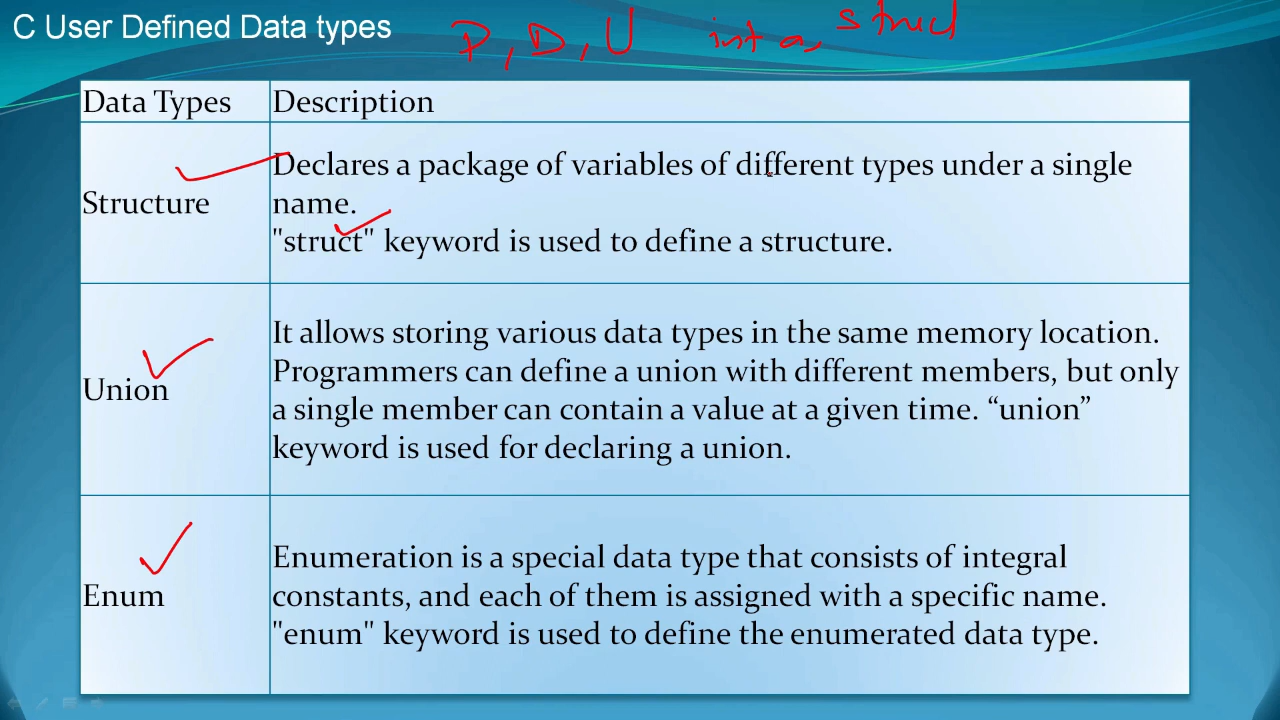 C User Defined Data types
P, D, U int a, struct
Data Types Description
Structure
Declares a package of variables of different types under a single
name.
"struct" keyword is used to define a structure.
Union
It allows storing various data types in the same memory location.
Programmers can define a union with different members, but only
a single member can contain a value at a given time. “union”
keyword is used for declaring a union.
Enum
Enumeration is a special data type that consists of integral
constants, and each of them is assigned with a specific name.
"enum" keyword is used to define the enumerated data type.